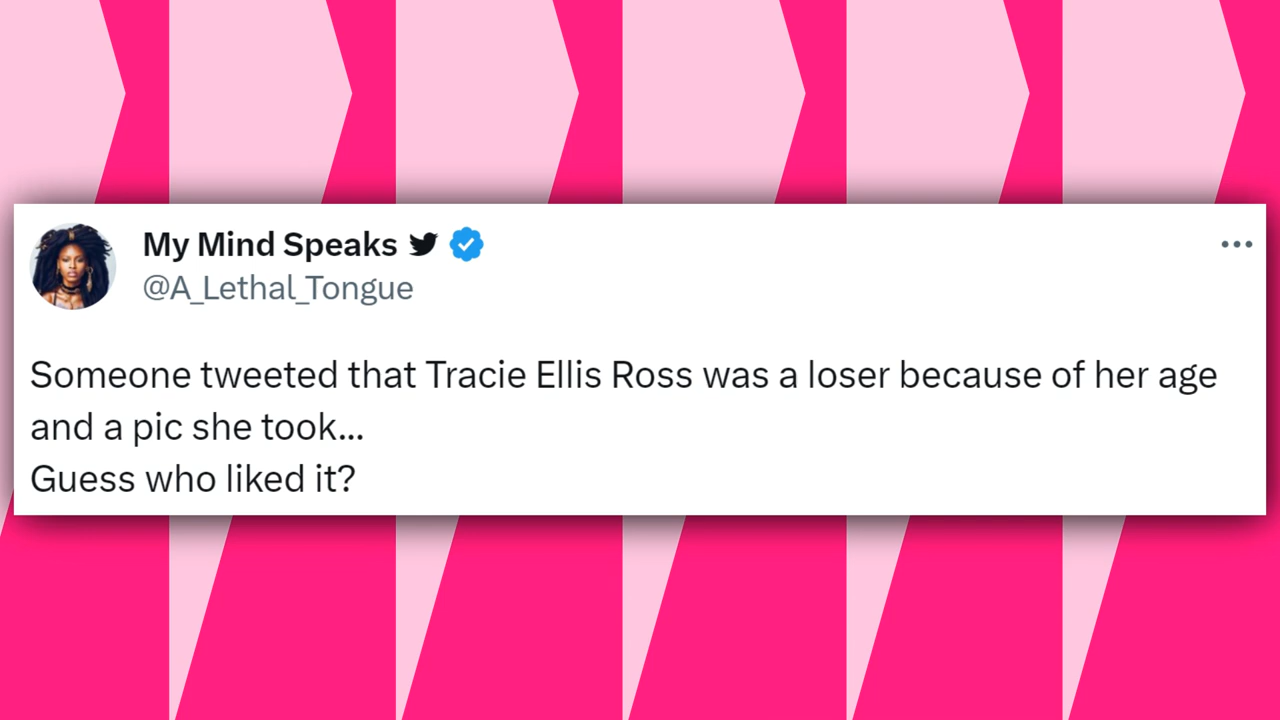 My Mind Speaks
@A_Lethal_Tongue
Someone tweeted that Tracie Ellis Ross was a loser because of her age
and a pic she took...
Guess who liked it?